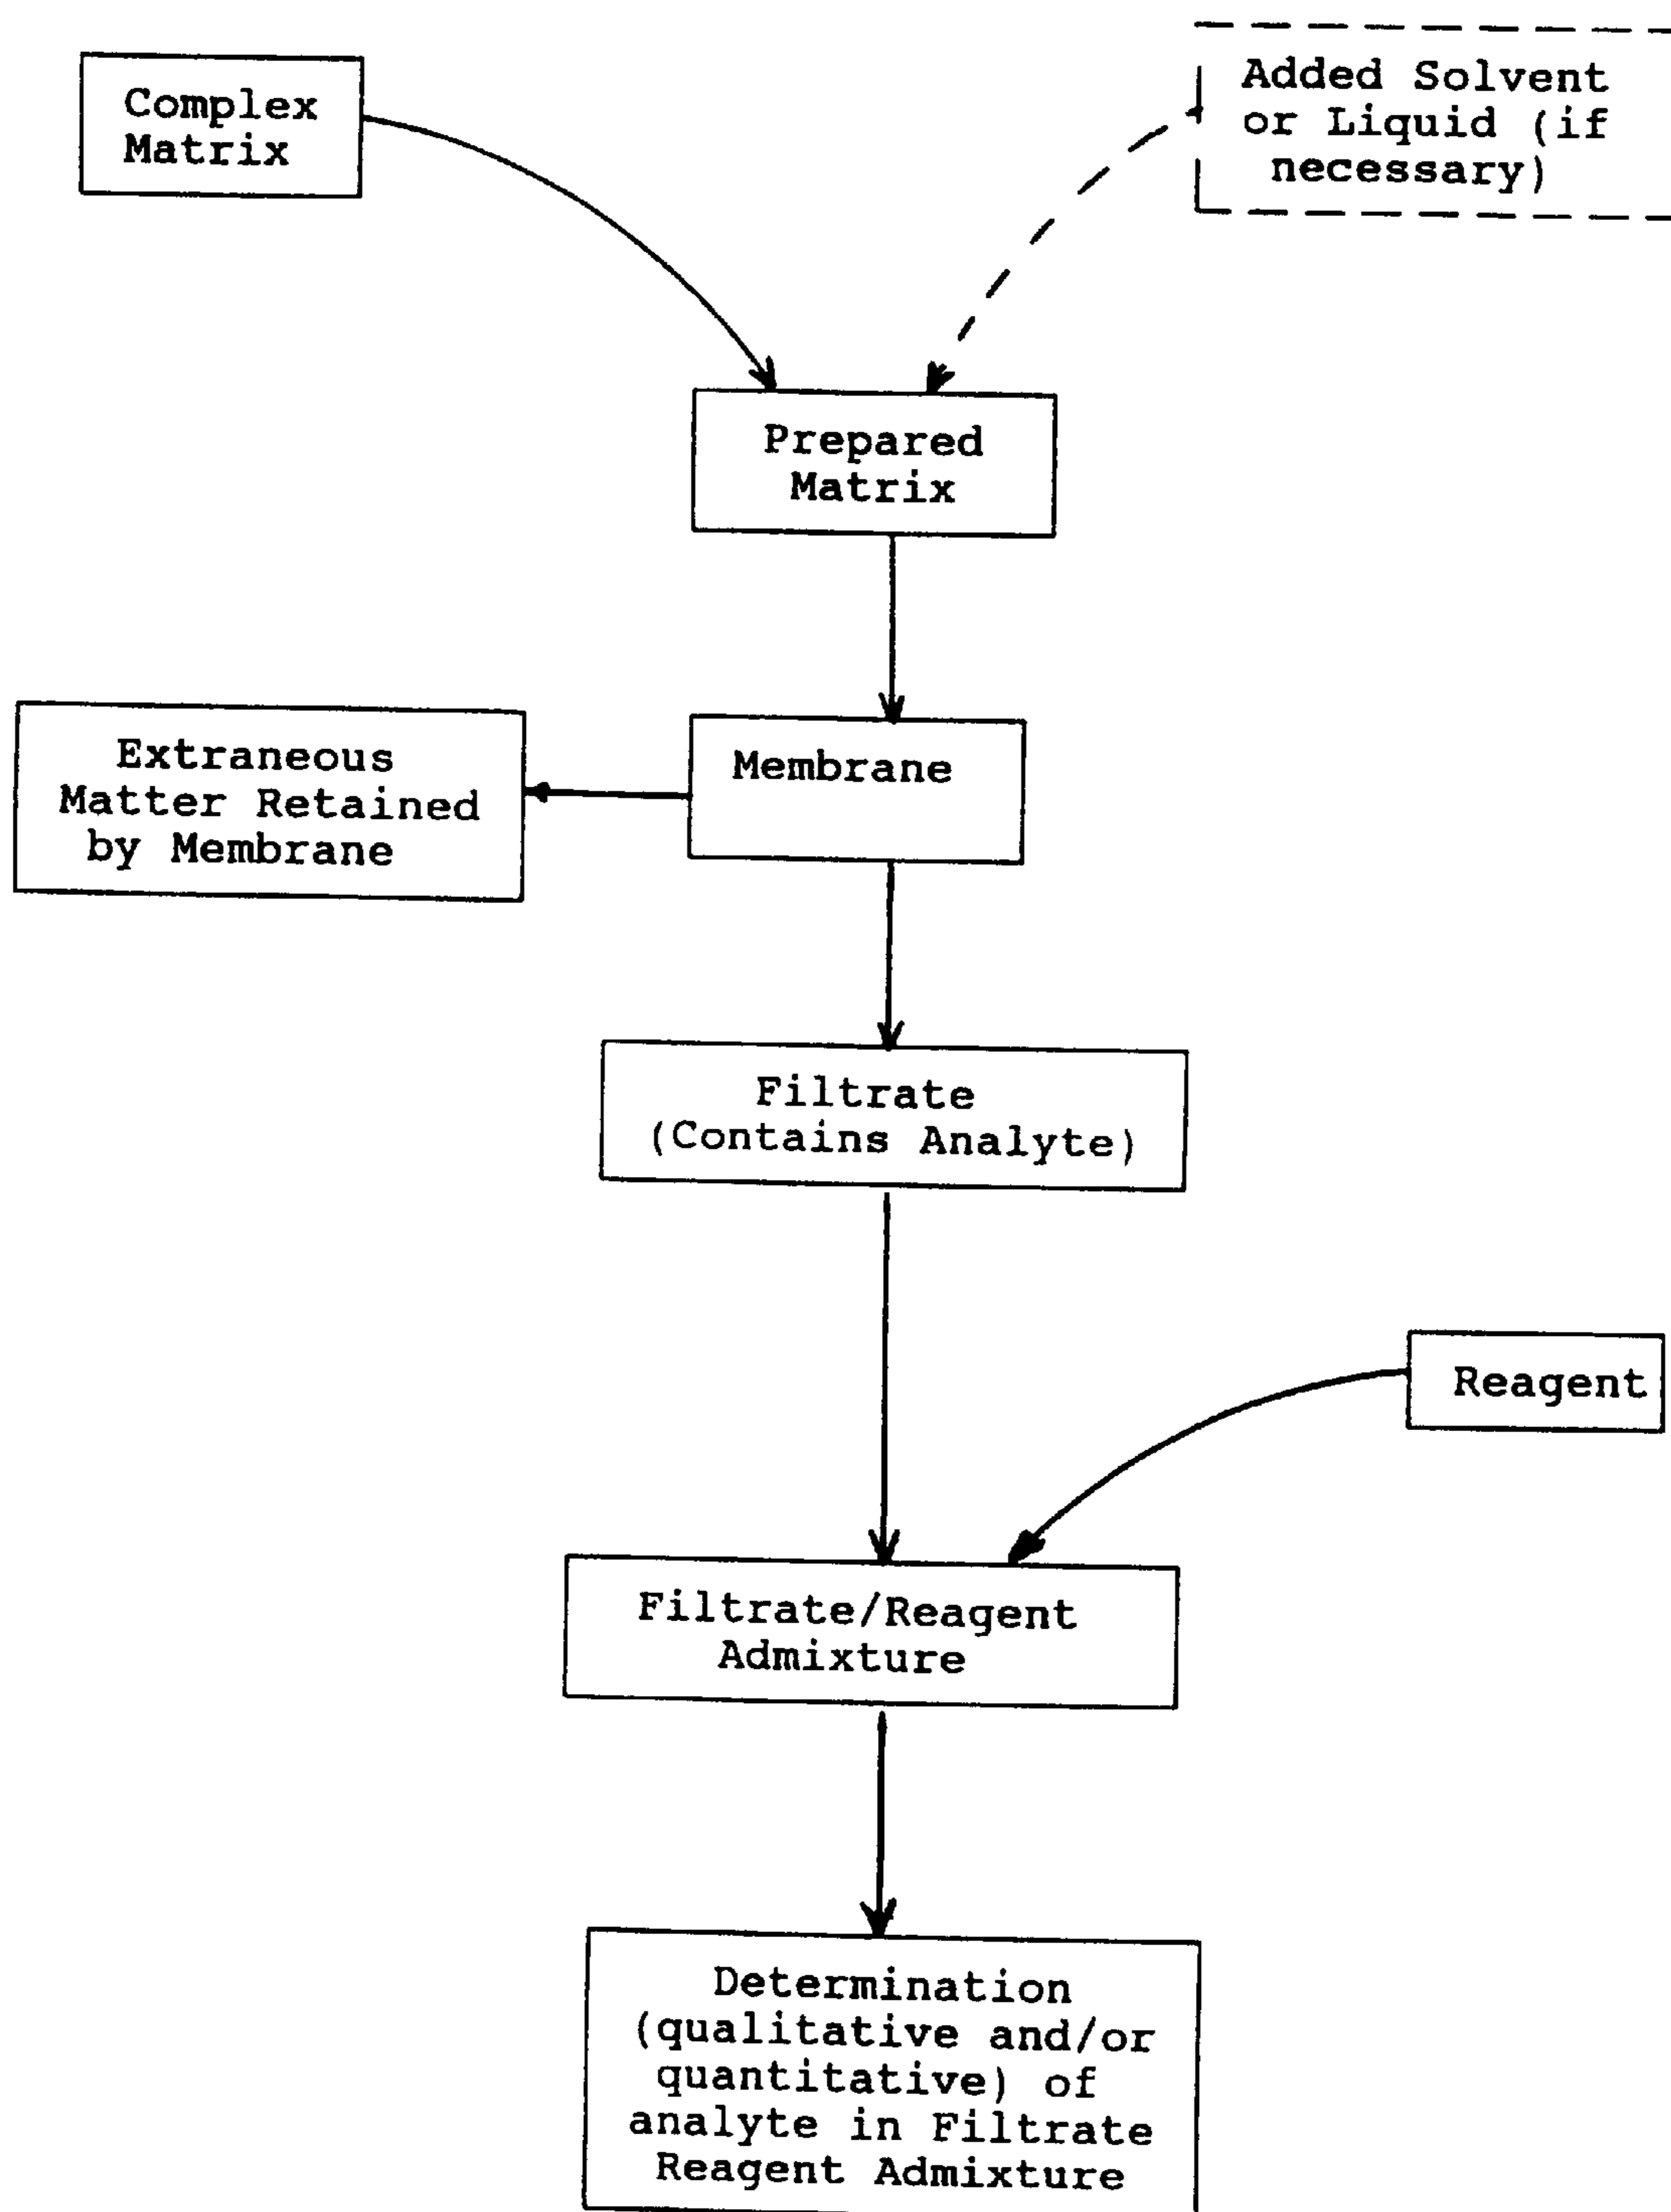 Complex
Matrix
Added Solvent
or Liquid (if
necessary)
Prepared
Matrix
Extraneous
Matter Retained
by Membrane
Membrane
Filtrate
(Contains Analyte)
Reagent
Filtrate/Reagent
Admixture
Determination
(qualitative and/or
quantitative) of
analyte in Filtrate
Reagent Admixture